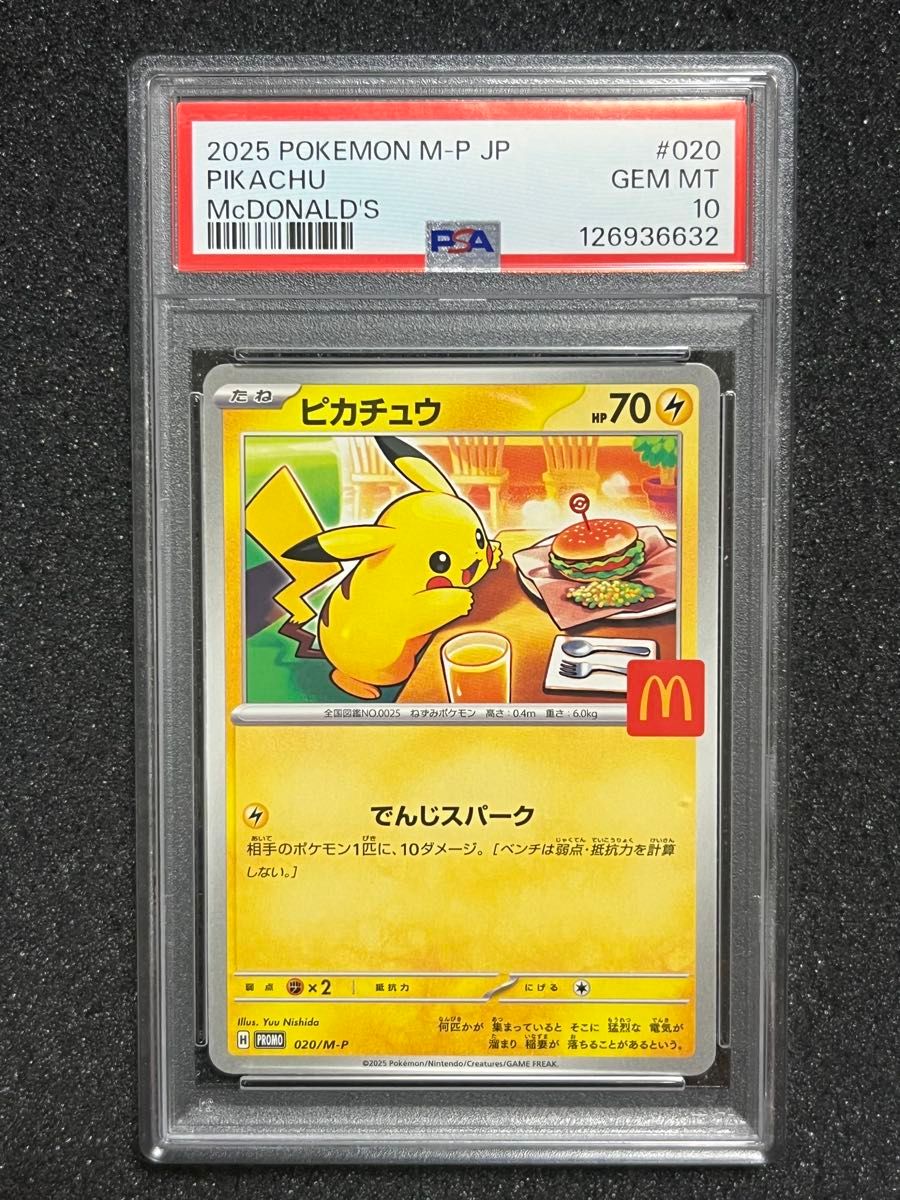 2025 POKEMON M-P JP #020
PIKACHU GEM MT
McDONALD'S 10
PSA 126936632
たね ピカチュウ HP 70
M
全国図鑑NO.0025 ねずみポケモン 高さ:0.4m 重さ:6.0kg
でんじスパーク
相手のポケモン1匹に、10ダメージ。[ベンチは弱点・抵抗力を計算
しない。]
弱点 ×2 抵抗力 にげる
Illus. Yuu Nishida
何匹かが 集まっていると そこに 猛烈な 電気が
溜まり 稲妻が 落ちることがあるという。
H PROMO 020/M-P
©2025 Pokémon/Nintendo/Creatures/GAME FREAK.